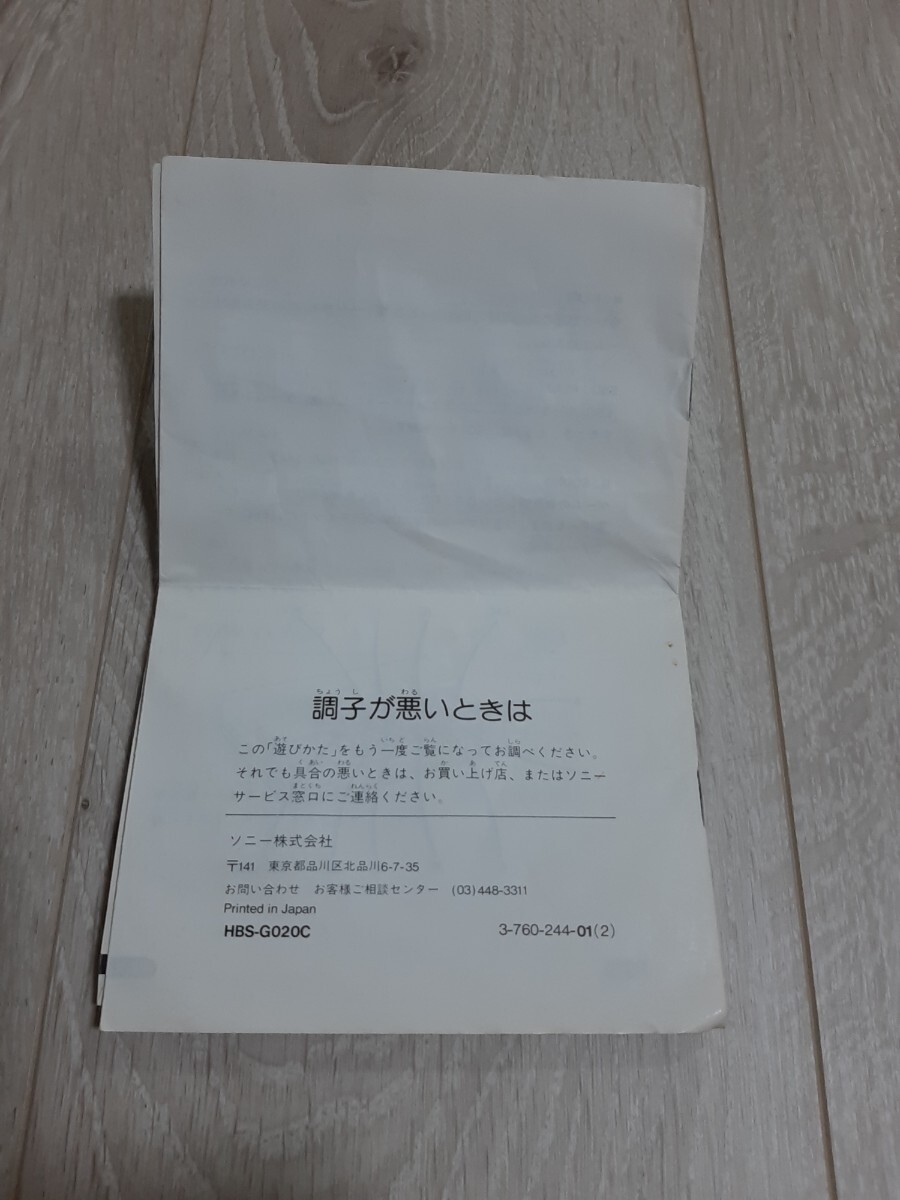 調子が悪いときは
この「遊びかた」をもう一度ご覧になってお調べください。
それでも具合の悪いときは、お買い上げ店、またはソニー
サービス窓口にご連絡ください。
ソニー株式会社
〒141 東京都品川区北品川6-7-35
お問い合わせ お客様ご相談センター (03)448-3311
Printed in Japan
HBS-G020C 3-760-244-01(2)